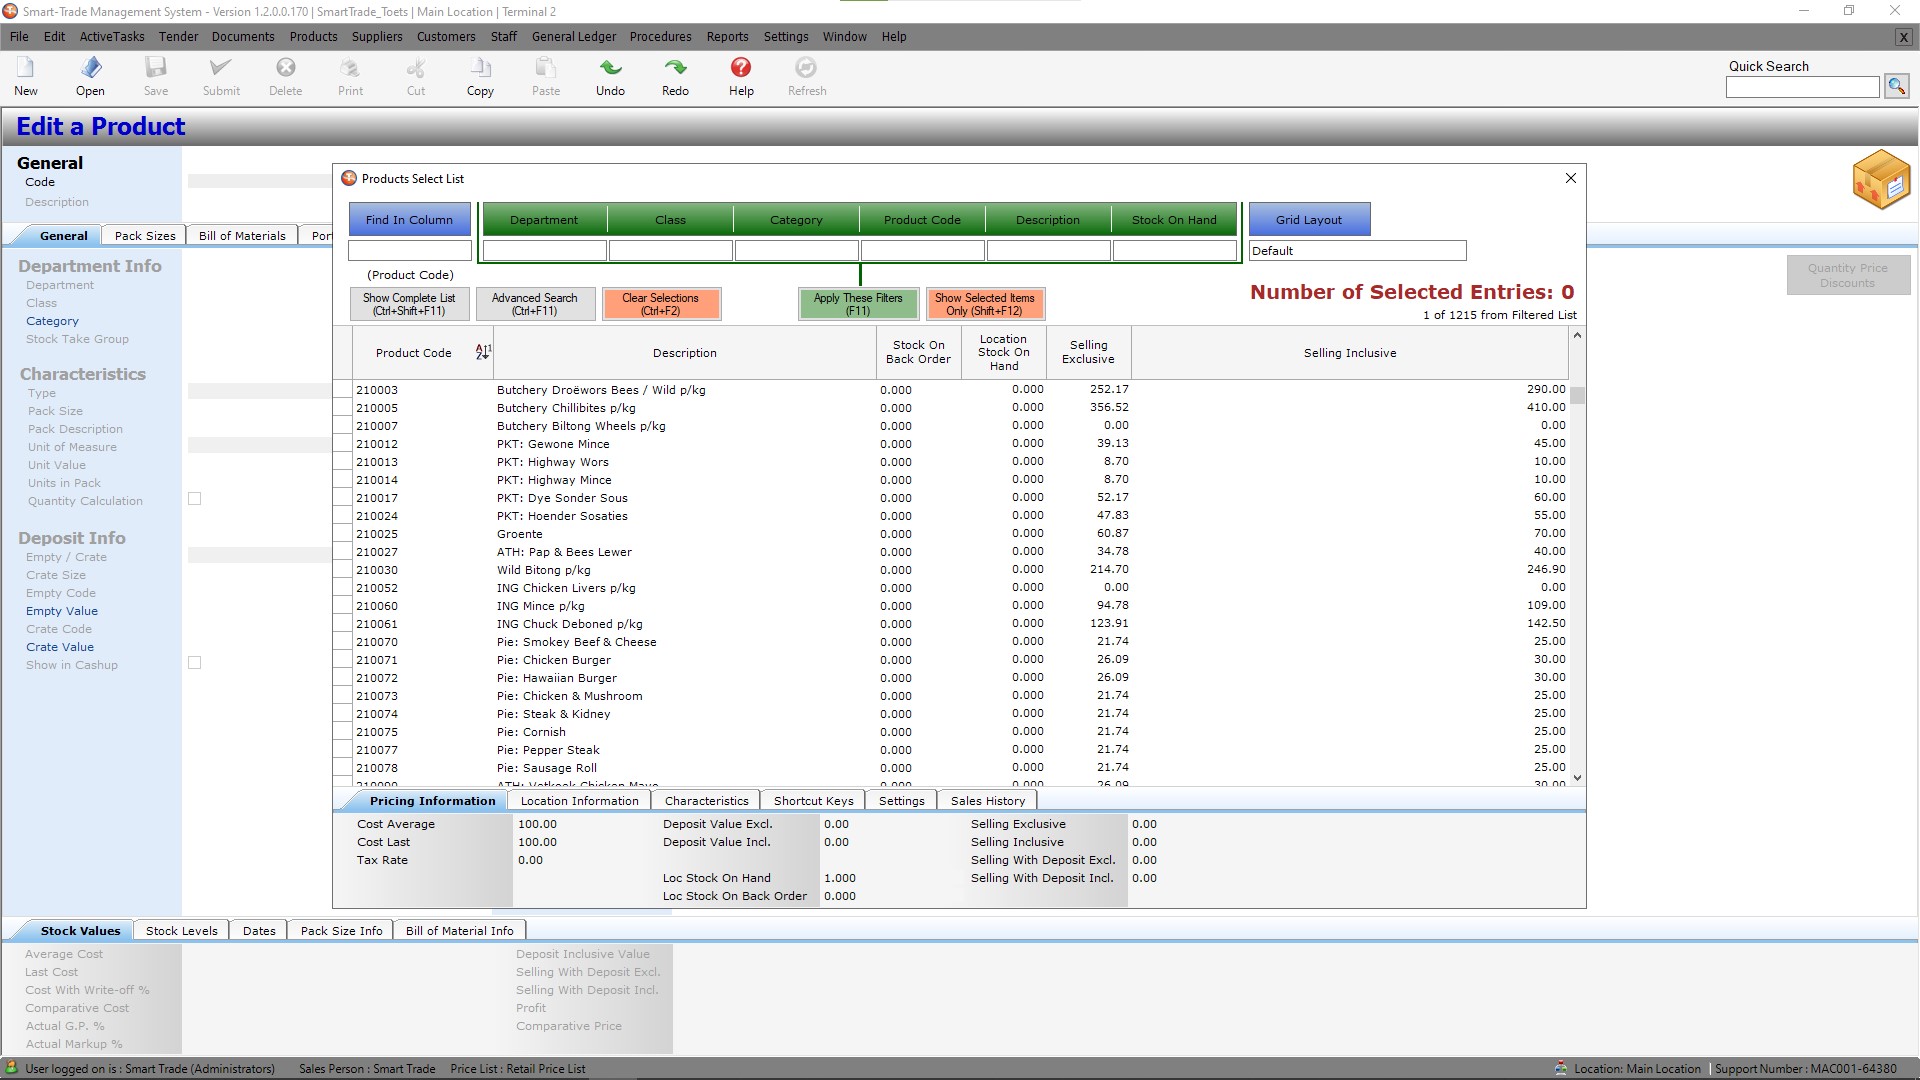 Smart-Trade Management System - Version 1.2.0.0.170 | SmartTrade_Toets | Main Location | Terminal 2
File Edit ActiveTasks Tender Documents Products Suppliers Customers Staff General Ledger Procedures Reports Settings Window Help X
New Open Save Submit Delete Print Cut Copy Paste Undo Redo Help Refresh
Quick Search
Edit a Product
General
Code
Description
General Pack Sizes Bill of Materials Por
Department Info
Department
Class
Category
Stock Take Group
Characteristics
Type
Pack Size
Pack Description
Unit of Measure
Unit Value
Units in Pack
Quantity Calculation
Deposit Info
Empty / Crate
Crate Size
Empty Code
Empty Value
Crate Code
Crate Value
Show in Cashup
Quantity Price
Discounts
Products Select List
Find In Column Department Class Category Product Code Description Stock On Hand Grid Layout
Default
(Product Code)
Show Complete List
(Ctrl+Shift+F11)
Advanced Search
(Ctrl+F11)
Clear Selections
(Ctrl+F2)
Apply These Filters
(F11)
Show Selected Items
Only (Shift+F12)
Number of Selected Entries: 0
1 of 1215 from Filtered List
Product Code Description Stock On Back Order Location Stock On Hand Selling Exclusive Selling Inclusive
210003 Butchery Droëwors Bees / Wild p/kg 0.000 0.000 252.17 290.00
210005 Butchery Chillibites p/kg 0.000 0.000 356.52 410.00
210007 Butchery Biltong Wheels p/kg 0.000 0.000 0.00 0.00
210012 PKT: Gewone Mince 0.000 0.000 39.13 45.00
210013 PKT: Highway Wors 0.000 0.000 8.70 10.00
210014 PKT: Highway Mince 0.000 0.000 8.70 10.00
210017 PKT: Dye Sonder Sous 0.000 0.000 52.17 60.00
210024 PKT: Hoender Sosaties 0.000 0.000 47.83 55.00
210025 Groente 0.000 0.000 60.87 70.00
210027 ATH: Pap & Bees Lewer 0.000 0.000 34.78 40.00
210030 Wild Bitong p/kg 0.000 0.000 214.70 246.90
210052 ING Chicken Livers p/kg 0.000 0.000 0.00 0.00
210060 ING Mince p/kg 0.000 0.000 94.78 109.00
210061 ING Chuck Deboned p/kg 0.000 0.000 123.91 142.50
210070 Pie: Smokey Beef & Cheese 0.000 0.000 21.74 25.00
210071 Pie: Chicken Burger 0.000 0.000 26.09 30.00
210072 Pie: Hawaiian Burger 0.000 0.000 26.09 30.00
210073 Pie: Chicken & Mushroom 0.000 0.000 21.74 25.00
210074 Pie: Steak & Kidney 0.000 0.000 21.74 25.00
210075 Pie: Cornish 0.000 0.000 21.74 25.00
210077 Pie: Pepper Steak 0.000 0.000 21.74 25.00
210078 Pie: Sausage Roll 0.000 0.000 21.74 25.00
ATH: Vetkoek Chicken Mayo 0.000 0.000 26.09 30.00
Pricing Information Location Information Characteristics Shortcut Keys Settings Sales History
Cost Average 100.00 Deposit Value Excl. 0.00 Selling Exclusive 0.00
Cost Last 100.00 Deposit Value Incl. 0.00 Selling Inclusive 0.00
Tax Rate 0.00 Selling With Deposit Excl. 0.00
Loc Stock On Hand 1.000 Selling With Deposit Incl. 0.00
Loc Stock On Back Order 0.000
Stock Values Stock Levels Dates Pack Size Info Bill of Material Info
Average Cost Deposit Inclusive Value
Last Cost Selling With Deposit Excl.
Cost With Write-off % Selling With Deposit Incl.
Comparative Cost Profit
Actual G.P. % Comparative Price
Actual Markup %
User logged on is : Smart Trade (Administrators) Sales Person : Smart Trade Price List : Retail Price List Location: Main Location | Support Number : MAC001-64380